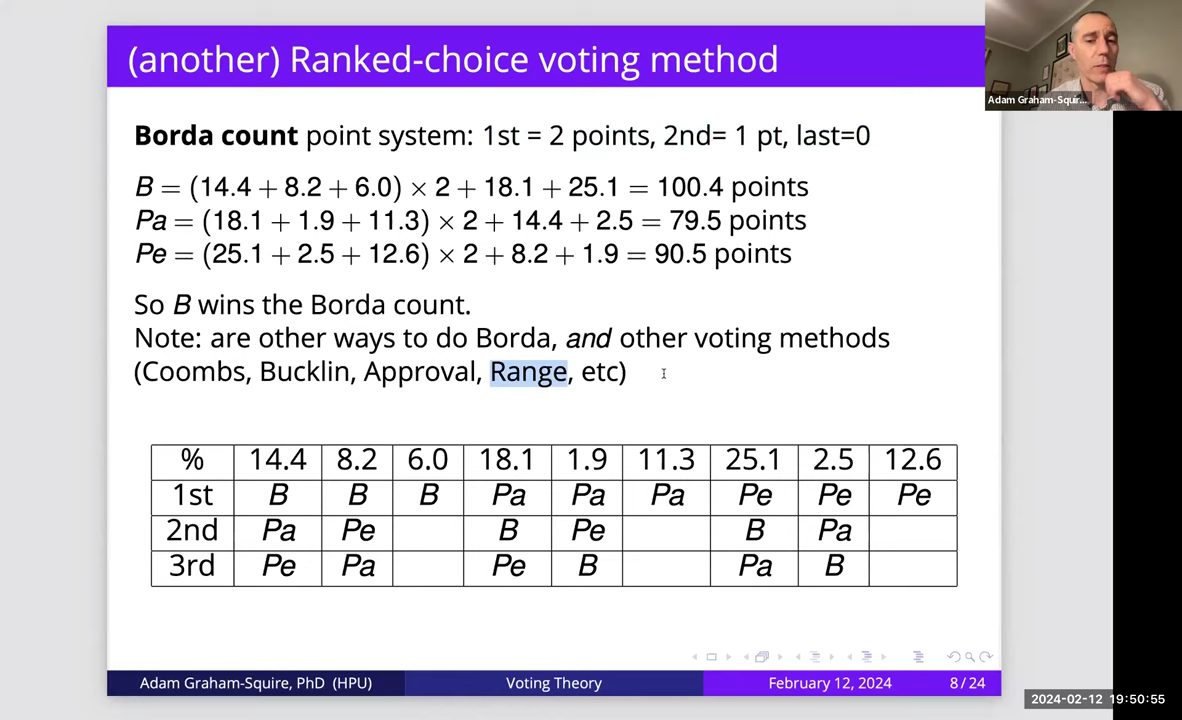 (another) Ranked-choice voting method
Adam Graham-Squir...
Borda count point system: 1st = 2 points, 2nd= 1 pt, last=0
B = (14.4 + 8.2 + 6.0) × 2 + 18.1 + 25.1 = 100.4 points
Pa = (18.1 + 1.9 + 11.3) × 2 + 14.4 + 2.5 = 79.5 points
Pe = (25.1 + 2.5 + 12.6) × 2 + 8.2 + 1.9 = 90.5 points
So B wins the Borda count.
Note: are other ways to do Borda, and other voting methods
(Coombs, Bucklin, Approval, Range, etc)
% 14.4 8.2 6.0 18.1 1.9 11.3 25.1 2.5 12.6
1st B B B Pa Pa Pa Pe Pe Pe
2nd Pa Pe B Pe B Pa
3rd Pe Pa Pe B Pa B
Adam Graham-Squire, PhD (HPU) Voting Theory February 12, 2024 8 / 24
2024-02-12 19:50:55